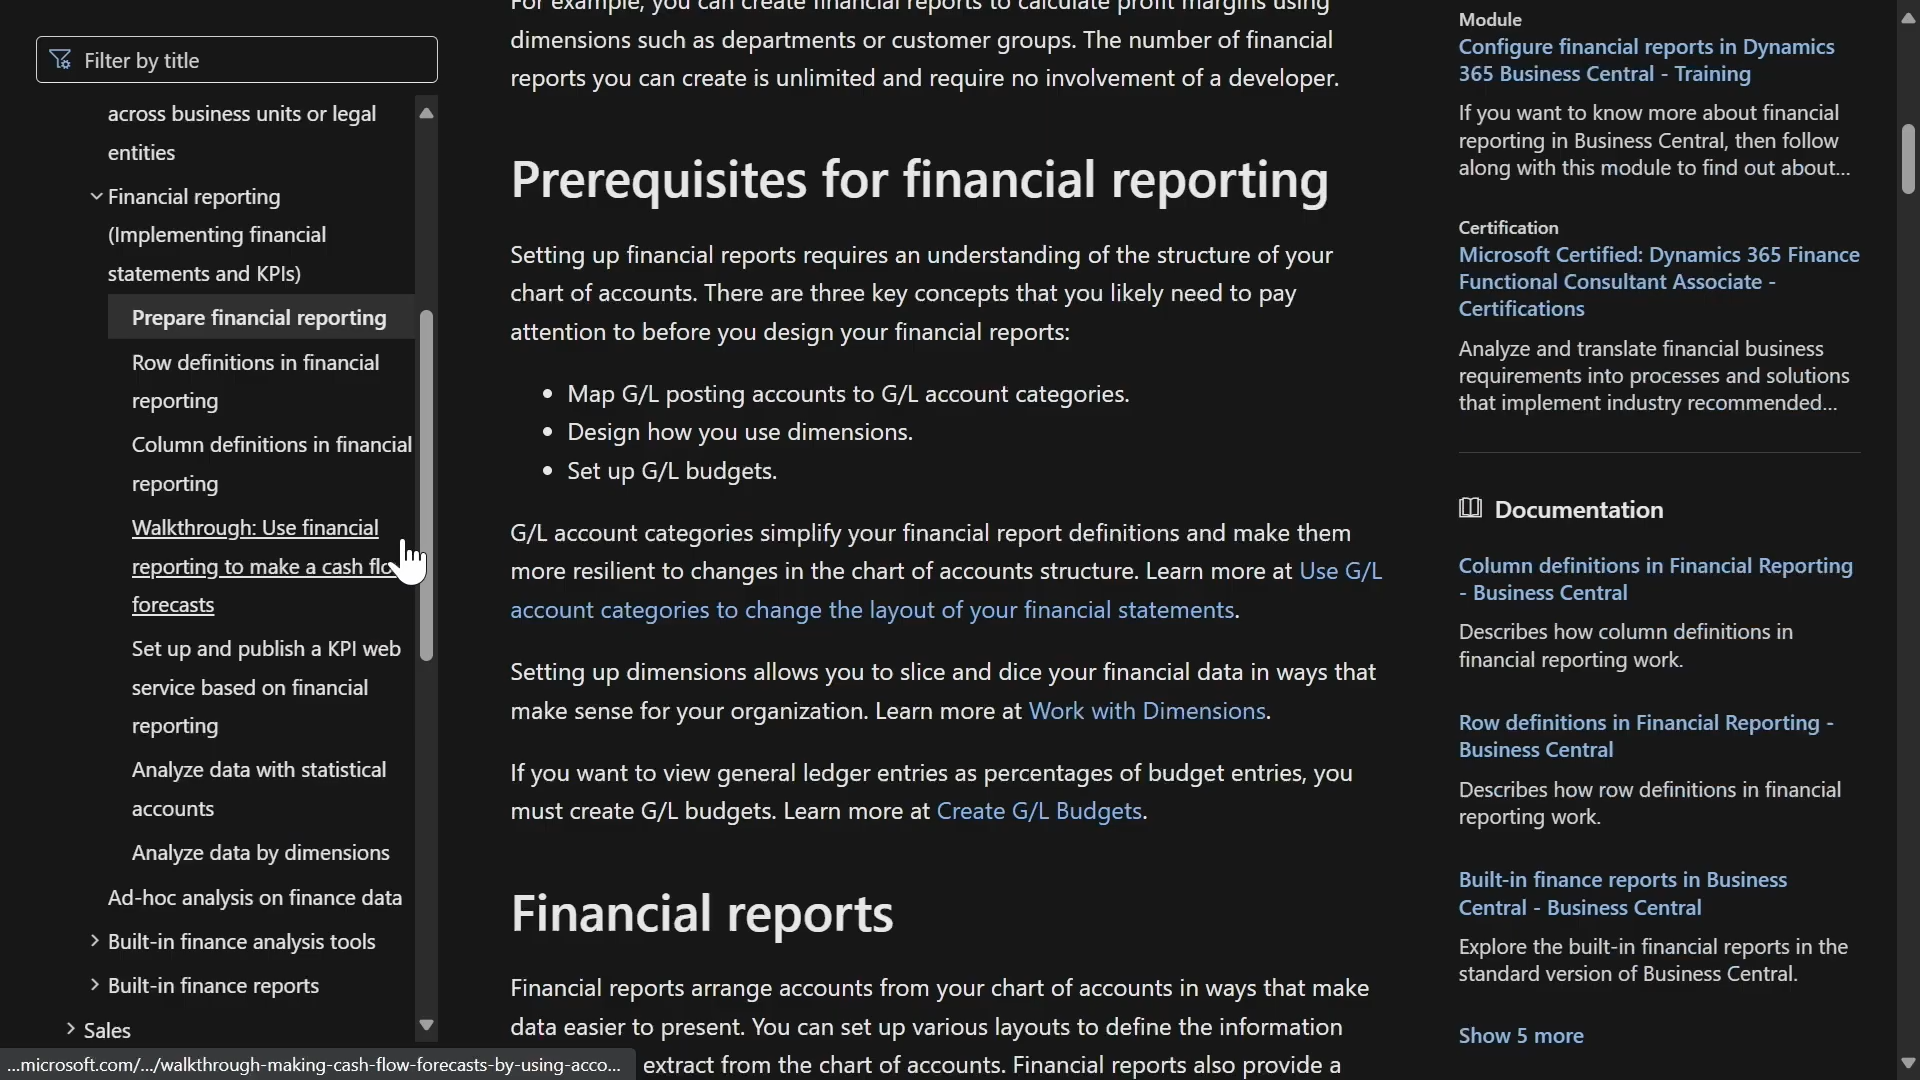 Filter by title
across business units or legal
entities
Financial reporting
(Implementing financial
statements and KPIs)
Prepare financial reporting
Row definitions in financial
reporting
Column definitions in financial
reporting
Walkthrough: Use financial
reporting to make a cash flo
forecasts
Set up and publish a KPI web
service based on financial
reporting
Analyze data with statistical
accounts
Analyze data by dimensions
Ad-hoc analysis on finance data
Built-in finance analysis tools
Built-in finance reports
Sales
...microsoft.com/.../walkthrough-making-cash-flow-forecasts-by-using-acco...
For example, you can create financial reports to calculate profit margins using
dimensions such as departments or customer groups. The number of financial
reports you can create is unlimited and require no involvement of a developer.
Prerequisites for financial reporting
Setting up financial reports requires an understanding of the structure of your
chart of accounts. There are three key concepts that you likely need to pay
attention to before you design your financial reports:
• Map G/L posting accounts to G/L account categories.
• Design how you use dimensions.
• Set up G/L budgets.
G/L account categories simplify your financial report definitions and make them
more resilient to changes in the chart of accounts structure. Learn more at Use G/L
account categories to change the layout of your financial statements.
Setting up dimensions allows you to slice and dice your financial data in ways that
make sense for your organization. Learn more at Work with Dimensions.
If you want to view general ledger entries as percentages of budget entries, you
must create G/L budgets. Learn more at Create G/L Budgets.
Financial reports
Financial reports arrange accounts from your chart of accounts in ways that make
data easier to present. You can set up various layouts to define the information
extract from the chart of accounts. Financial reports also provide a
Module
Configure financial reports in Dynamics
365 Business Central - Training
If you want to know more about financial
reporting in Business Central, then follow
along with this module to find out about...
Certification
Microsoft Certified: Dynamics 365 Finance
Functional Consultant Associate -
Certifications
Analyze and translate financial business
requirements into processes and solutions
that implement industry recommended...
Documentation
Column definitions in Financial Reporting
- Business Central
Describes how column definitions in
financial reporting work.
Row definitions in Financial Reporting -
Business Central
Describes how row definitions in financial
reporting work.
Built-in finance reports in Business
Central - Business Central
Explore the built-in financial reports in the
standard version of Business Central.
Show 5 more